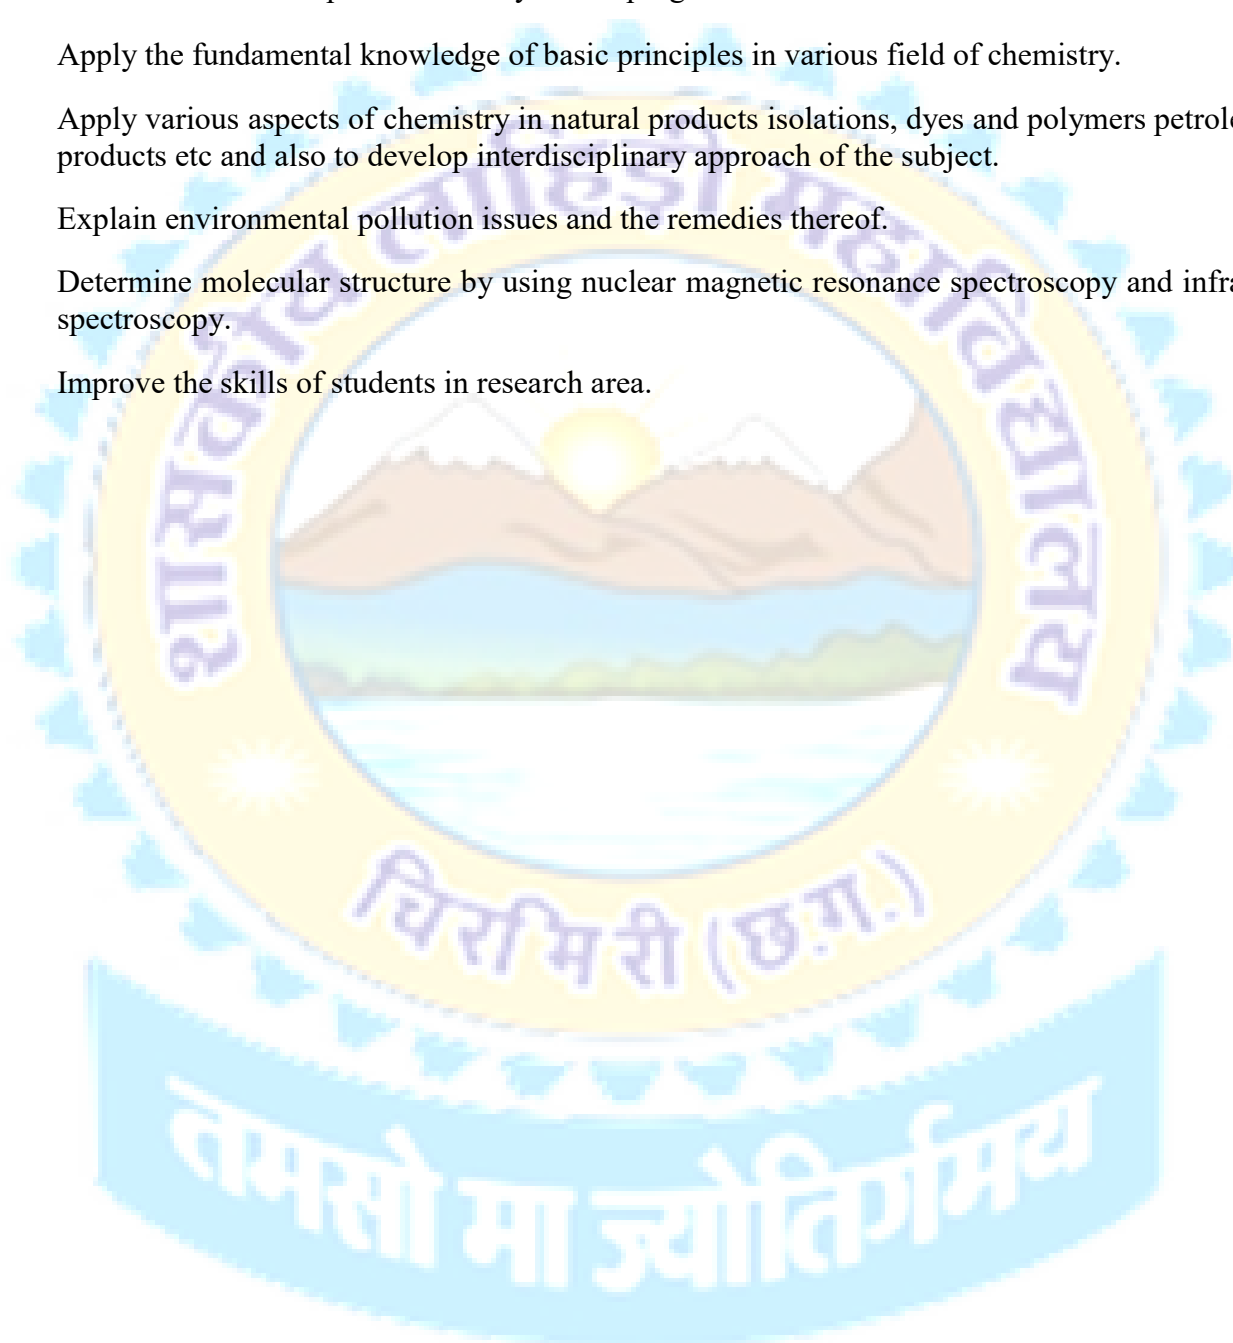 Apply the fundamental knowledge of basic principles in various field of chemistry.
Apply various aspects of chemistry in natural products isolations, dyes and polymers
products etc and also to develop interdisciplinary approach of the subject.
Explain environmental pollution issues and the remedies thereof.
Determine molecular structure by using nuclear magnetic resonance spectroscopy and
spectroscopy.
Improve the skills of students in research area.
शासकीय लाहिडी महाविद्यालय
चिरमिरी (छ.ग.)
तमसो मा ज्योतिर्गमय